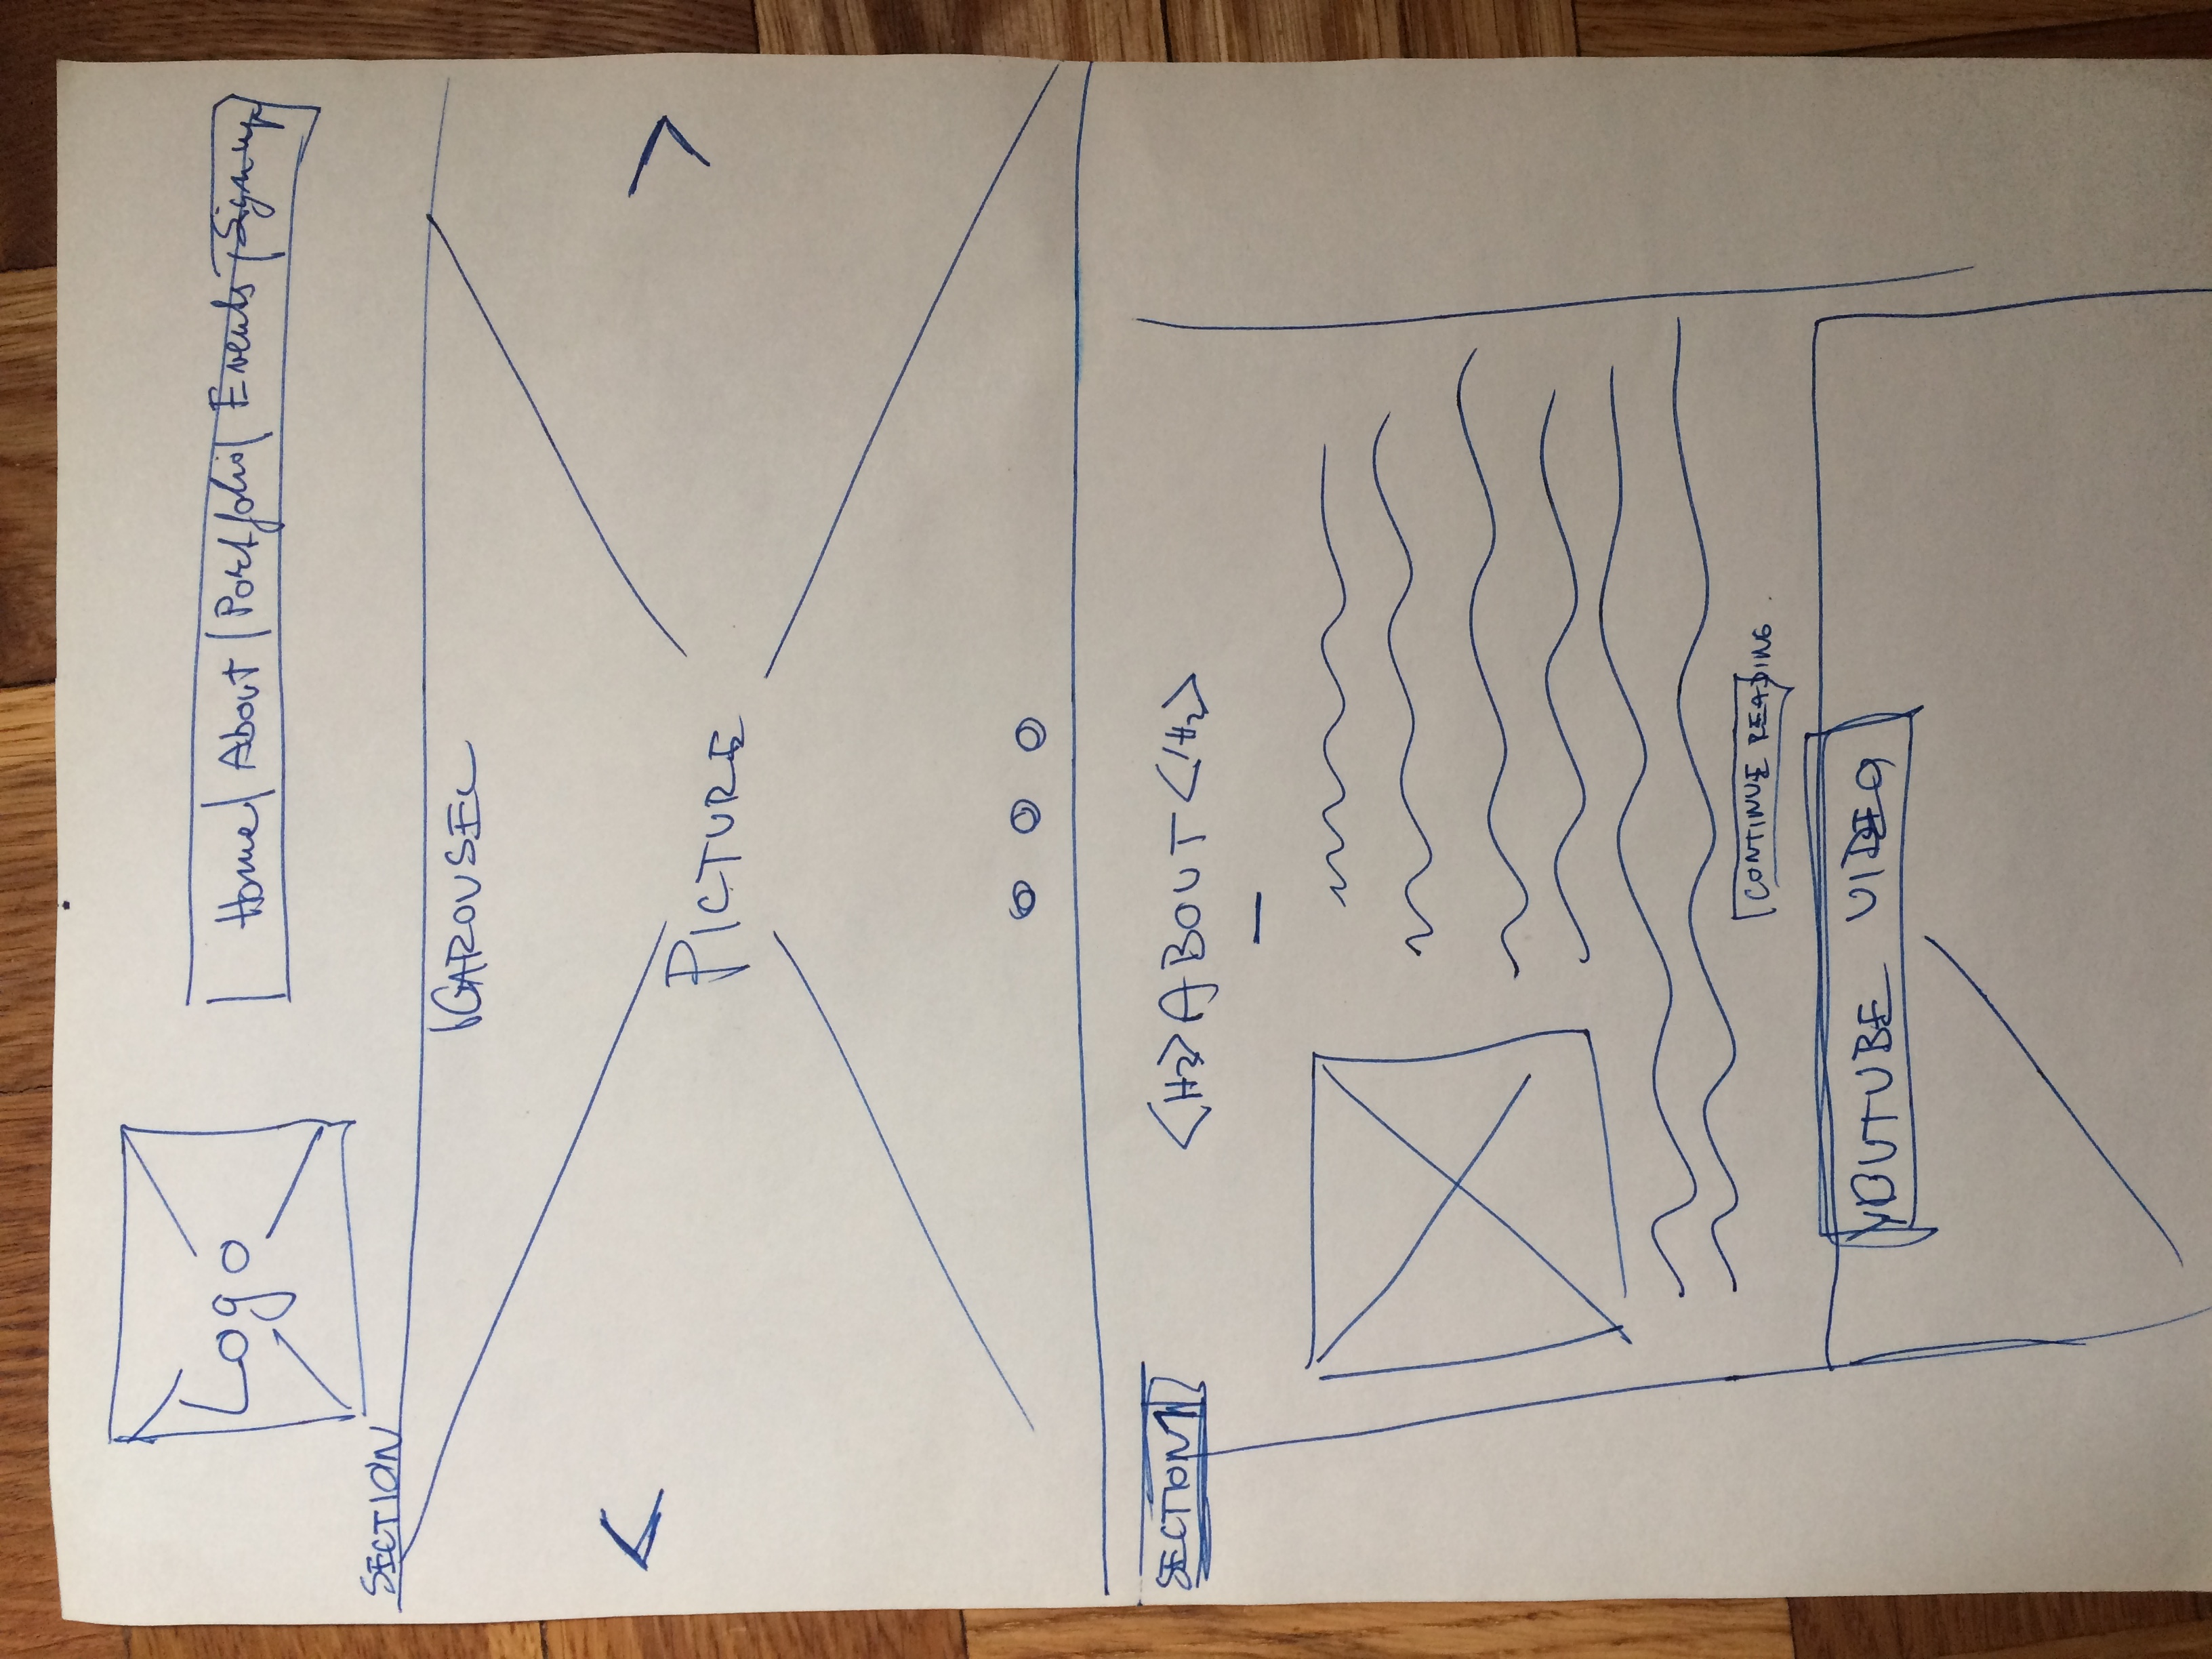 Logo
Home | About | Portfolio | Events | Signup
SECTION
CAROUSEL
<
PICTURE
>
SECTION
<H2> ABOUT </H2>
CONTINUE READING
YOUTUBE VIDEO